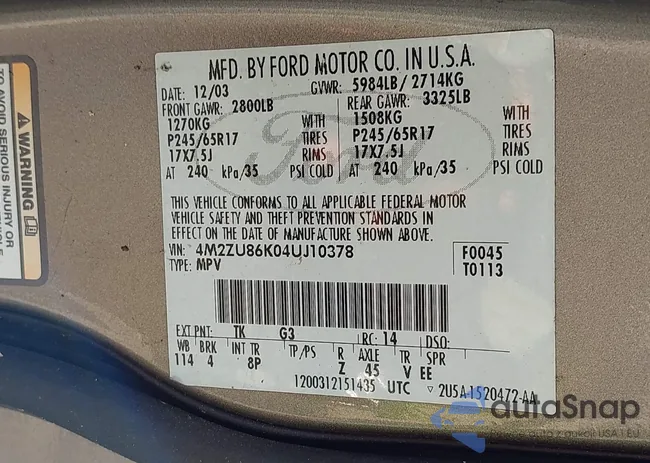 MFD. BY FORD MOTOR CO. IN U.S.A.
DATE: 12/03 GVWR: 5984LB/ 2714KG
FRONT GAWR: 2800LB REAR GAWR: 3325LB
1270KG WITH 1508KG WITH
P245/65R17 TIRES P245/65R17 TIRES
17X7.5J RIMS 17X7.5J RIMS
AT 240 kPa/35 PSI COLD AT 240 kPa/35 PSI COLD
THIS VEHICLE CONFORMS TO ALL APPLICABLE FEDERAL MOTOR
VEHICLE SAFETY AND THEFT PREVENTION STANDARDS IN
EFFECT ON THE DATE OF MANUFACTURE SHOWN ABOVE.
VIN: 4M2ZU86K04UJ10378 F0045
TYPE: MPV T0113
EXT PNT: TK G3 RC: 14 DSO:
WB BRK INT TR TP/PS R AXLE TR SPR
114 4 8P Z 45 V EE
1200312151435 UTC ▽ 2U5A-1520472-AA
Ford
WARNING
TO AVOID SERIOUS
INJURY OR
autoSnap